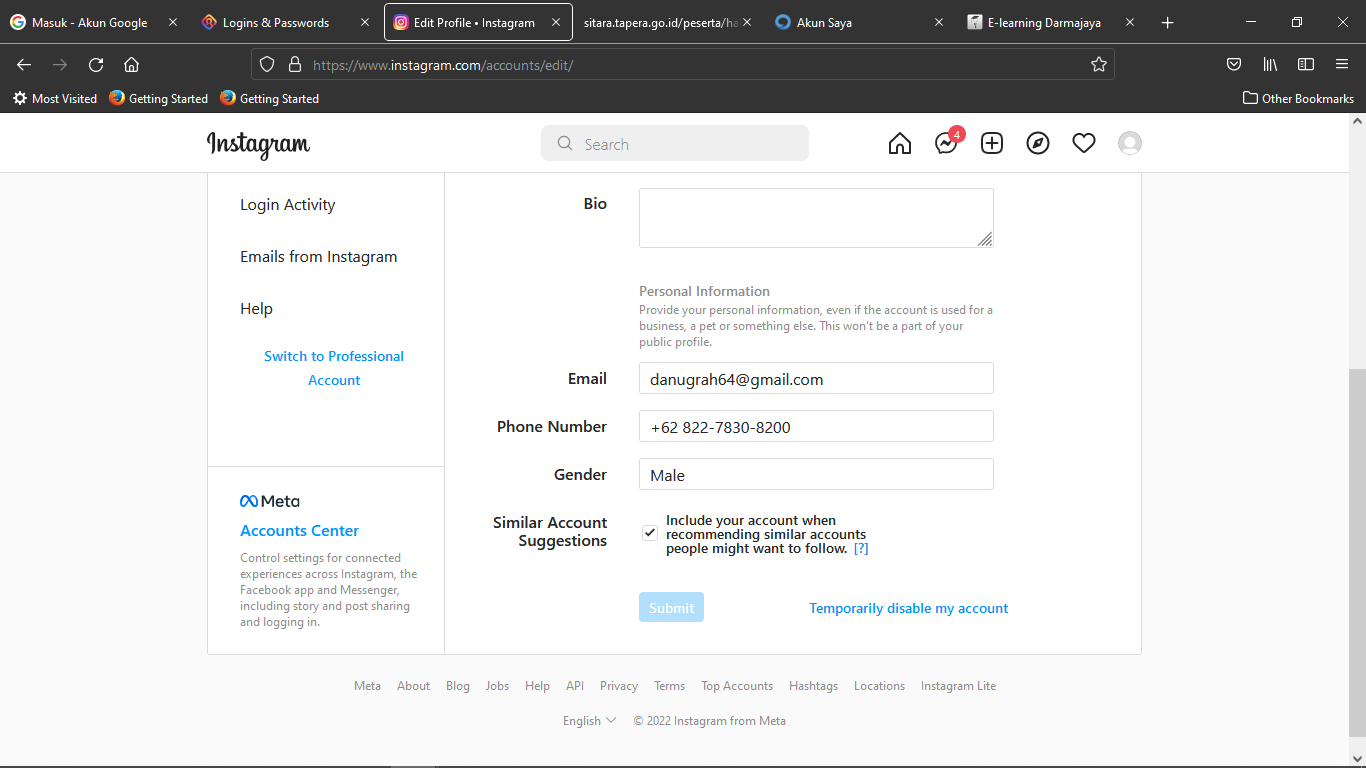 Masuk - Akun Google
Logins & Passwords
Edit Profile • Instagram
sitara.tapera.go.id/peserta/ha
Akun Saya
E-learning Darmajaya
https://www.instagram.com/accounts/edit/
Most Visited
Getting Started
Getting Started
Other Bookmarks
Instagram
Search
4
Login Activity
Emails from Instagram
Help
Switch to Professional
Account
Meta
Accounts Center
Control settings for connected
experiences across Instagram, the
Facebook app and Messenger,
including story and post sharing
and logging in.
Bio
Personal Information
Provide your personal information, even if the account is used for a
business, a pet or something else. This won't be a part of your
public profile.
Email
danugrah64@gmail.com
Phone Number
+62 822-7830-8200
Gender
Male
Similar Account
Suggestions
Include your account when
recommending similar accounts
people might want to follow. [?]
Submit
Temporarily disable my account
Meta About Blog Jobs Help API Privacy Terms Top Accounts Hashtags Locations Instagram Lite
English © 2022 Instagram from Meta